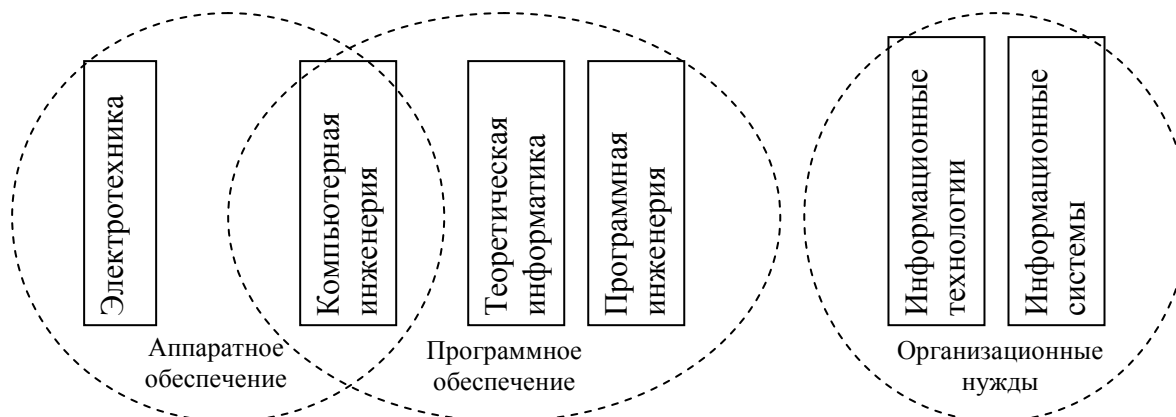 Электротехника
Компьютерная
инженерия
Теоретическая
информатика
Программная
инженерия
Информационные
технологии
Информационные
системы
Аппаратное
обеспечение
Программное
обеспечение
Организационные
нужды